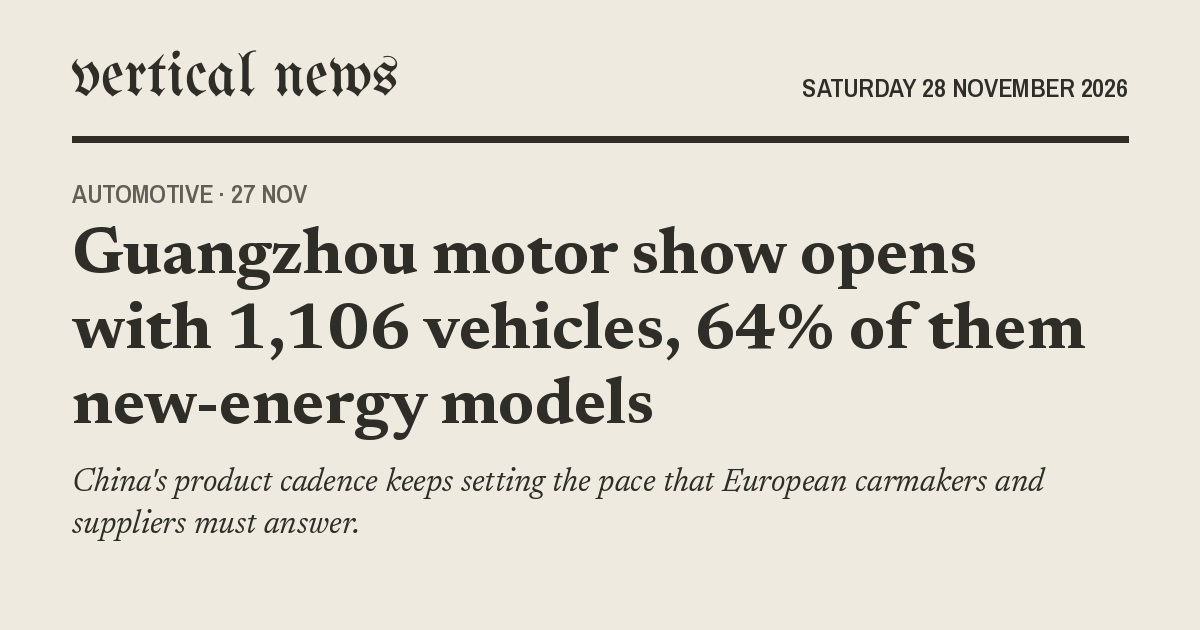 vertical news
SATURDAY 28 NOVEMBER 2026
AUTOMOTIVE · 27 NOV
Guangzhou motor show opens
with 1,106 vehicles, 64% of them
new-energy models
China's product cadence keeps setting the pace that European carmakers and
suppliers must answer.